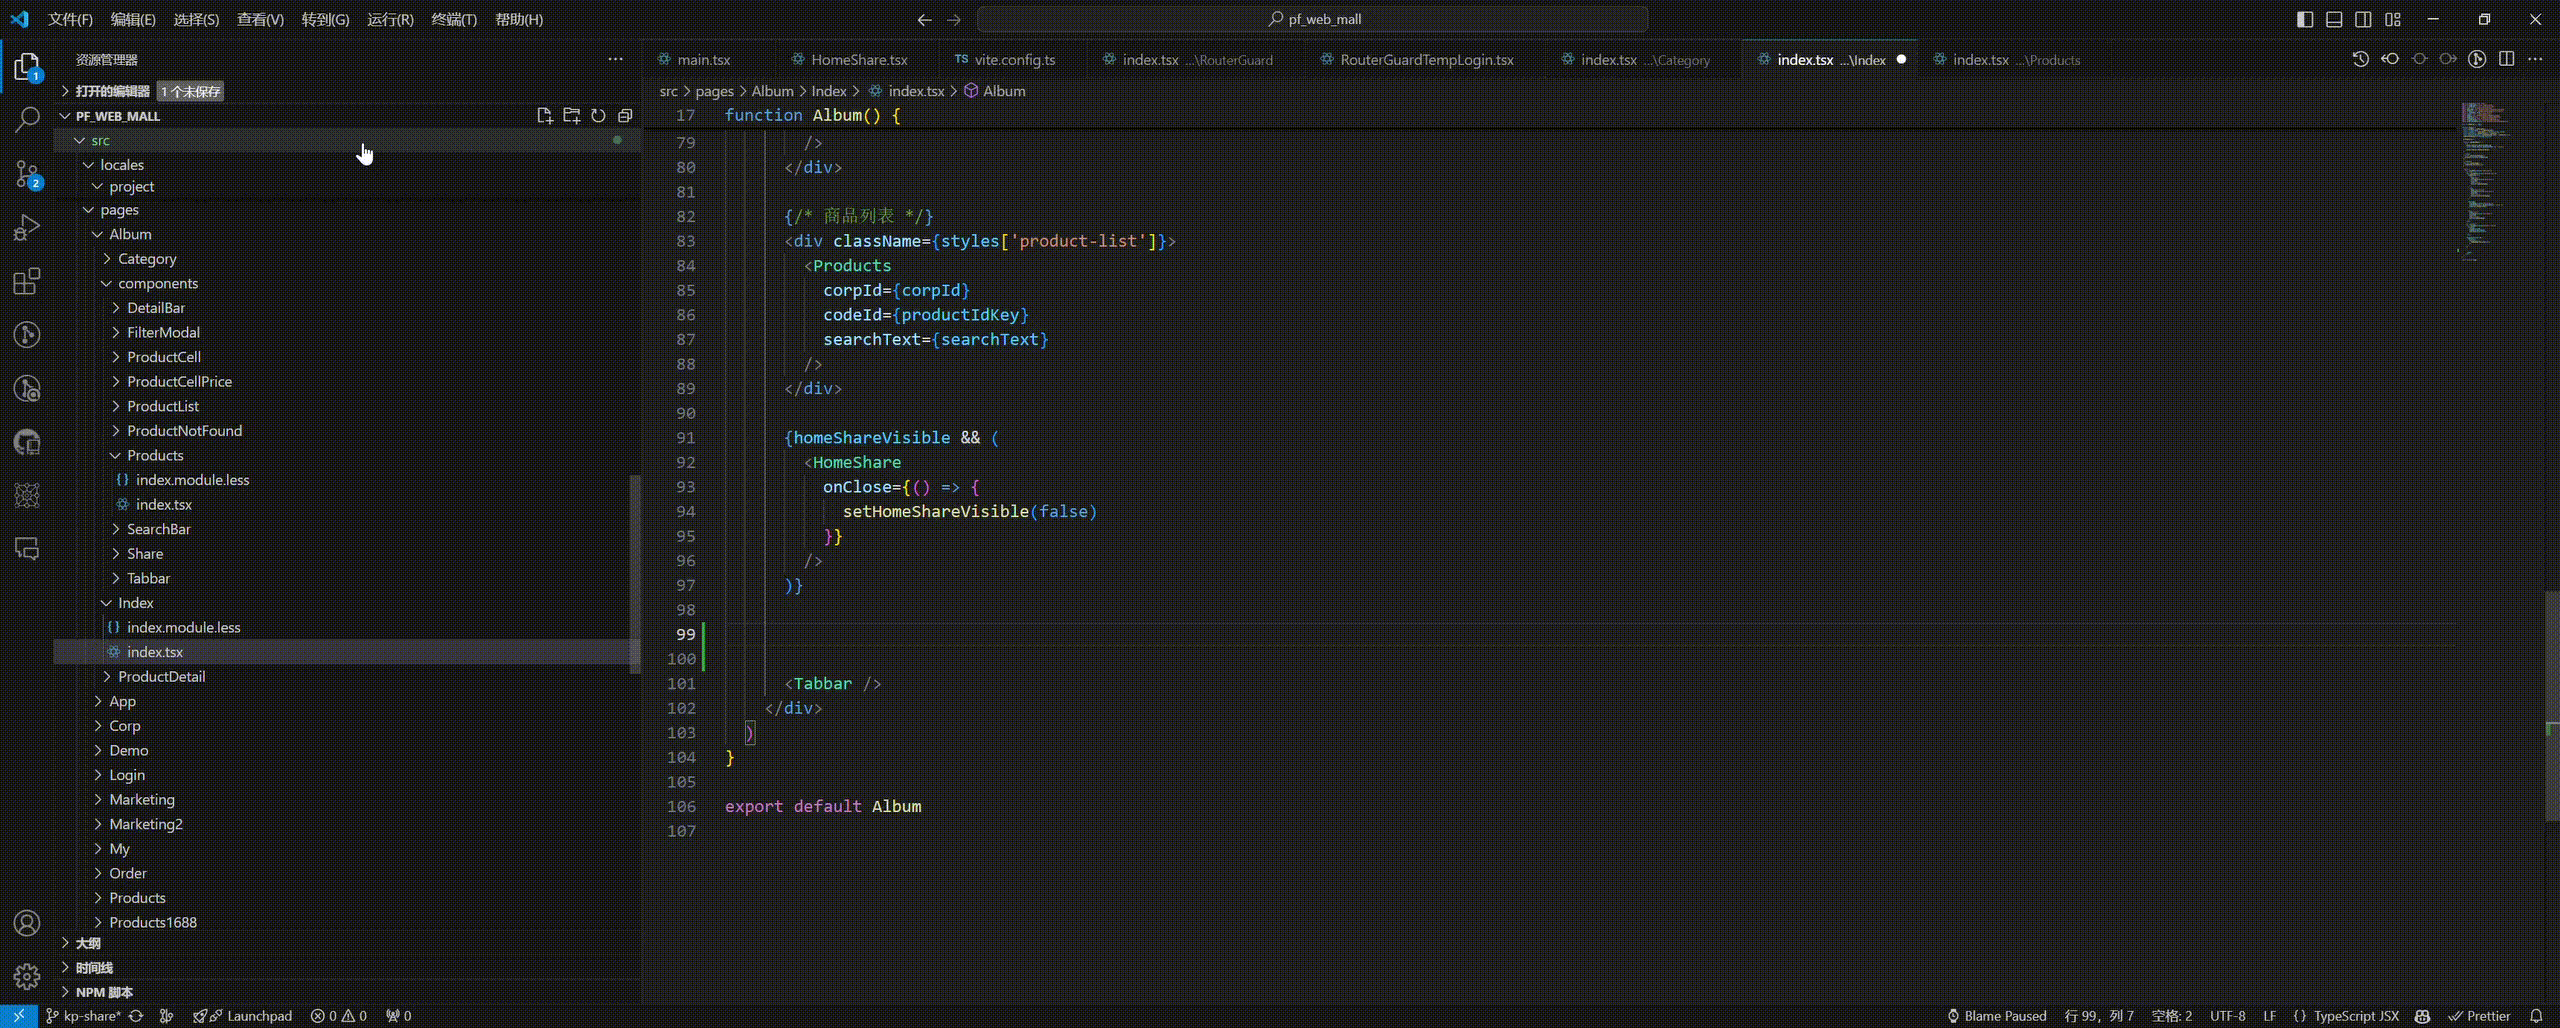 文件(F) 编辑(E) 选择(S) 查看(V) 转到(G) 运行(R) 终端(T) 帮助(H)
pf_web_mall
资源管理器
打开的编辑器 1 个未保存
PF_WEB_MALL
src
locales
project
pages
Album
Category
components
DetailBar
FilterModal
ProductCell
ProductCellPrice
ProductList
ProductNotFound
Products
{} index.module.less
index.tsx
SearchBar
Share
Tabbar
Index
{} index.module.less
index.tsx
ProductDetail
App
Corp
Demo
Login
Marketing
Marketing2
My
Order
Products
Products1688
大纲
时间线
NPM 脚本
1
2
main.tsx HomeShare.tsx TS vite.config.ts index.tsx ...\RouterGuard RouterGuardTempLogin.tsx index.tsx ...\Category index.tsx ...\Index index.tsx ...\Products
src > pages > Album > Index > index.tsx > Album
17 function Album() {
79 />
80 </div>
81
82 {/* 商品列表 */}
83 <div className={styles['product-list']}>
84 <Products
85 corpId={corpId}
86 codeId={productIdKey}
87 searchText={searchText}
88 />
89 </div>
90
91 {homeShareVisible && (
92 <HomeShare
93 onClose={() => {
94 setHomeShareVisible(false)
95 }}
96 />
97 )}
98
99
100
101 <Tabbar />
102 </div>
103 )
104 }
105
106 export default Album
107
kp-share* Launchpad 0 0 0 Blame Paused 行 99，列 7 空格: 2 UTF-8 LF {} TypeScript JSX Prettier